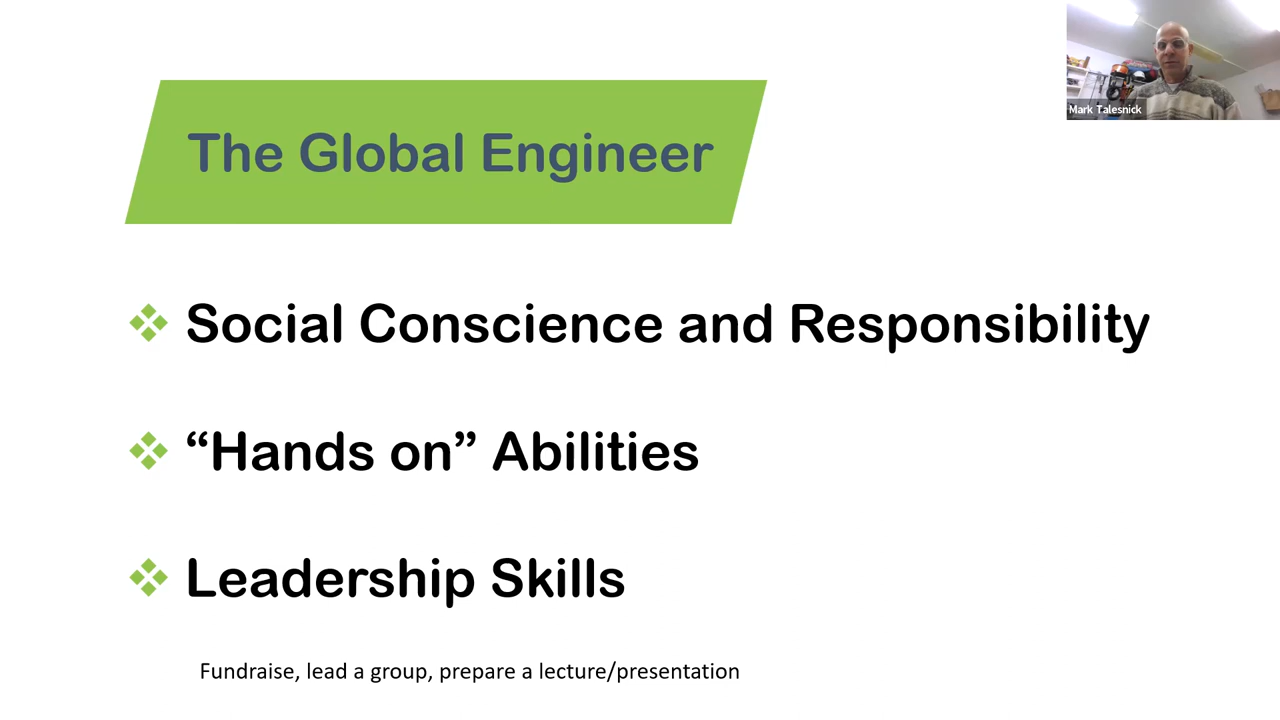 Mark Talesnick
The Global Engineer
Social Conscience and Responsibility
“Hands on” Abilities
Leadership Skills
Fundraise, lead a group, prepare a lecture/presentation